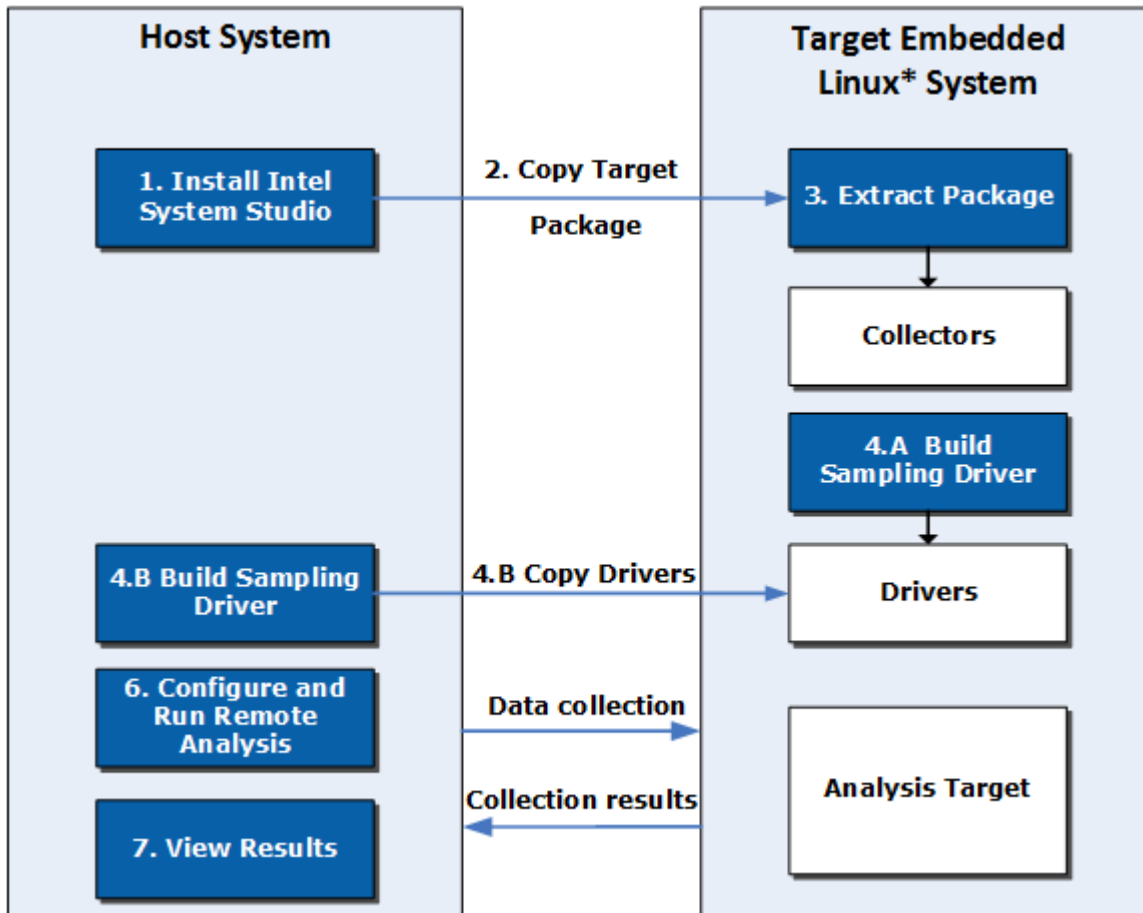 Host System
Target Embedded
Linux* System
1. Install Intel
System Studio
2. Copy Target
Package
3. Extract Package
Collectors
4.A Build
Sampling Driver
4.B Build Sampling
Driver
4.B Copy Drivers
Drivers
6. Configure and
Run Remote
Analysis
Data collection
Collection results
Analysis Target
7. View Results